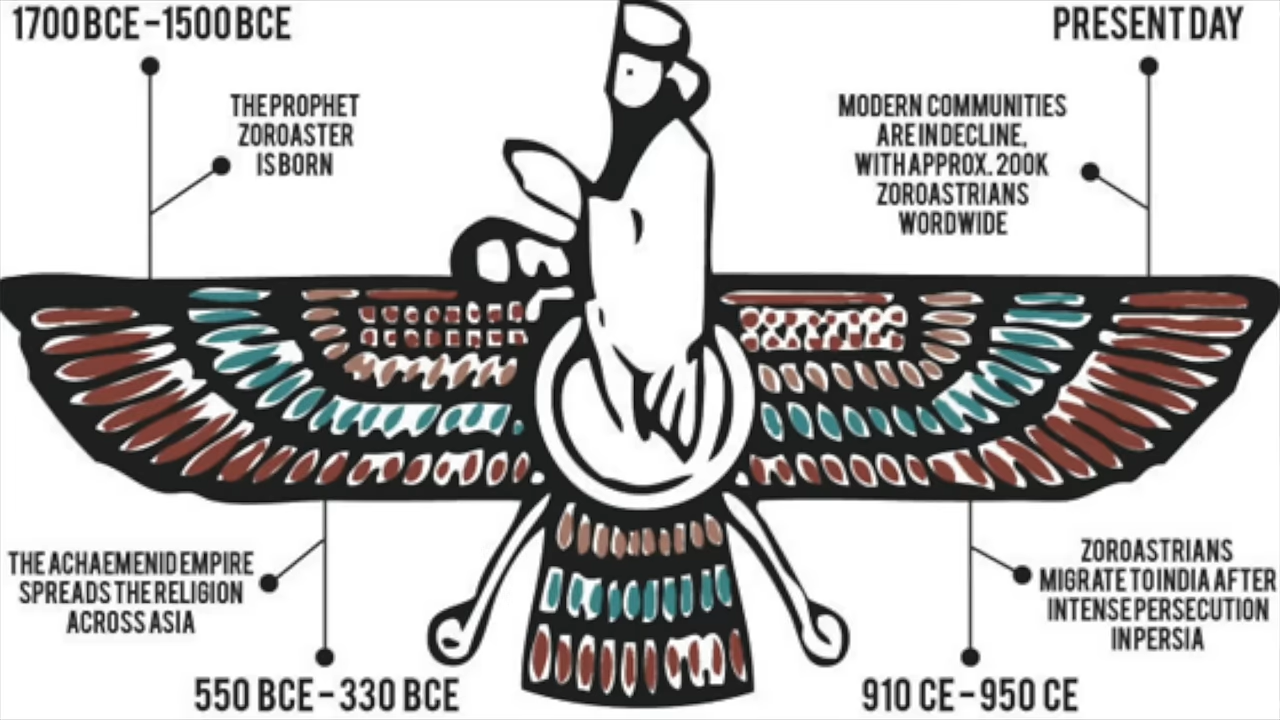 1700 BCE – 1500 BCE
THE PROPHET
ZOROASTER
IS BORN
PRESENT DAY
MODERN COMMUNITIES
ARE IN DECLINE,
WITH APPROX. 200K
ZOROASTRIANS
WORDWIDE
THE ACHAEMENID EMPIRE
SPREADS THE RELIGION
ACROSS ASIA
550 BCE – 330 BCE
ZOROASTRIANS
MIGRATE TO INDIA AFTER
INTENSE PERSECUTION
IN PERSIA
910 CE – 950 CE